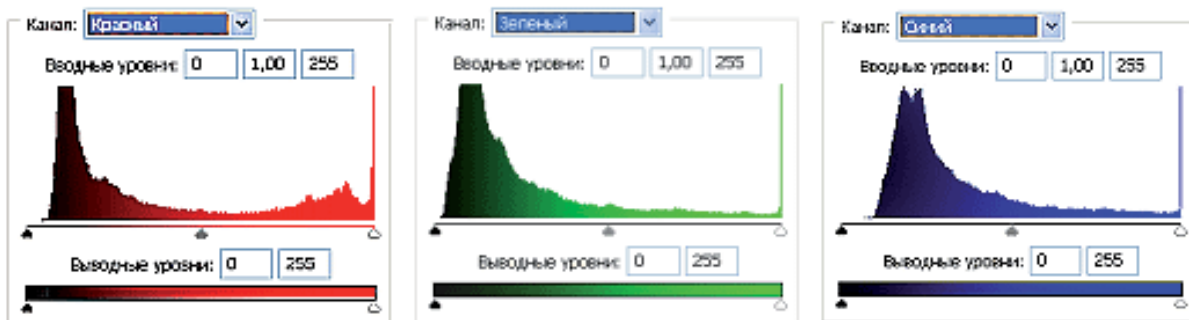 Канал: Красный
Вводные уровни: 0 1,00 255
Выводные уровни: 0 255
Канал: Зеленый
Вводные уровни: 0 1,00 255
Выводные уровни: 0 255
Канал: Синий
Вводные уровни: 0 1,00 255
Выводные уровни: 0 255